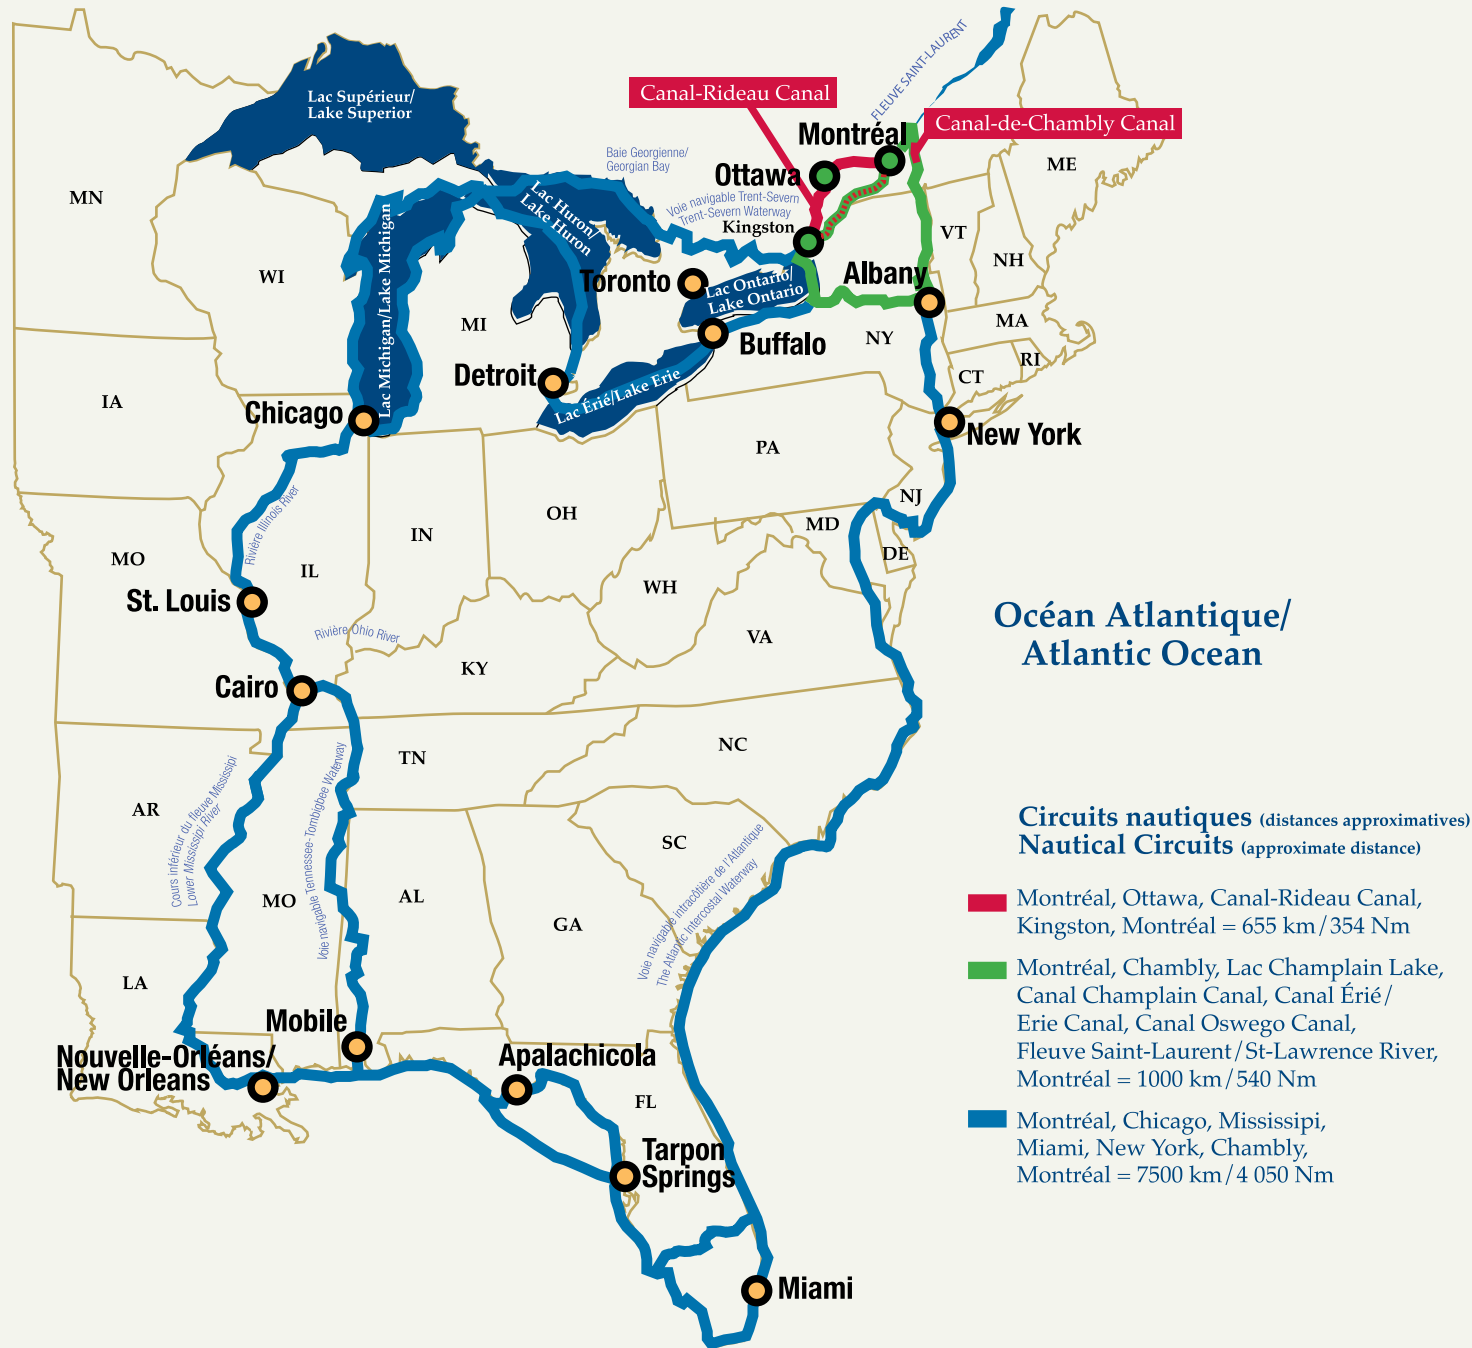 FLEUVE SAINT-LAURENT
Canal-Rideau Canal
Lac Supérieur/
Lake Superior
Canal-de-Chambly Canal
Montréal
Baie Georgienne/
Georgian Bay
ME
Ottawa
MN
Lac Huron/
Lake Huron
Voie navigable Trent-Severn
Trent-Severn Waterway
Kingston
VT
NH
Lac Michigan/Lake Michigan
WI
Toronto
Lac Ontario/
Lake Ontario
Albany
MI
MA
Buffalo
NY
RI
Detroit
CT
IA
Lac Érié/Lake Erie
Chicago
New York
PA
NJ
Rivière Illinois River
OH
MD
IN
DE
MO
IL
WH
St. Louis
Océan Atlantique/
Atlantic Ocean
Rivière Ohio River
VA
KY
Cairo
NC
TN
Cours inférieur du fleuve Mississipi
Lower Mississipi River
Voie navigable Tennessee-Tombigbee Waterway
AR
SC
Voie navigable intracôtière de l'Atlantique
The Atlantic Intercostal Waterway
MO
AL
GA
LA
Mobile
Nouvelle-Orléans/
New Orleans
Apalachicola
FL
Tarpon
Springs
Miami
Circuits nautiques (distances approximatives)
Nautical Circuits (approximate distance)
Montréal, Ottawa, Canal-Rideau Canal,
Kingston, Montréal = 655 km/354 Nm
Montréal, Chambly, Lac Champlain Lake,
Canal Champlain Canal, Canal Érié/
Erie Canal, Canal Oswego Canal,
Fleuve Saint-Laurent/St-Lawrence River,
Montréal = 1000 km/540 Nm
Montréal, Chicago, Mississipi,
Miami, New York, Chambly,
Montréal = 7500 km/4 050 Nm